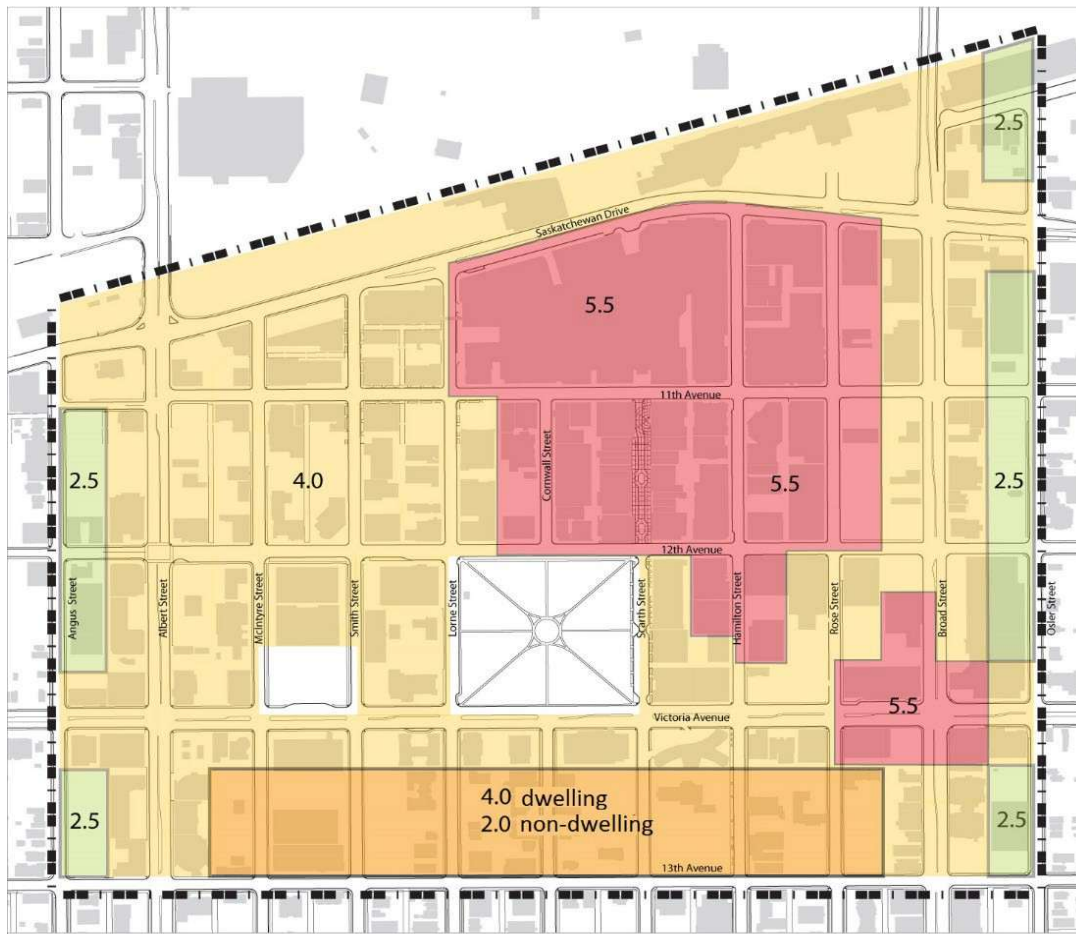 2.5
Saskatchewan Drive
5.5
11th Avenue
2.5
4.0
Cornwall Street
5.5
2.5
12th Avenue
Angus Street
Albert Street
McIntyre Street
Smith Street
Lorne Street
Scarth Street
Hamilton Street
Rose Street
Broad Street
Osler Street
5.5
Victoria Avenue
2.5
4.0 dwelling
2.0 non-dwelling
2.5
13th Avenue